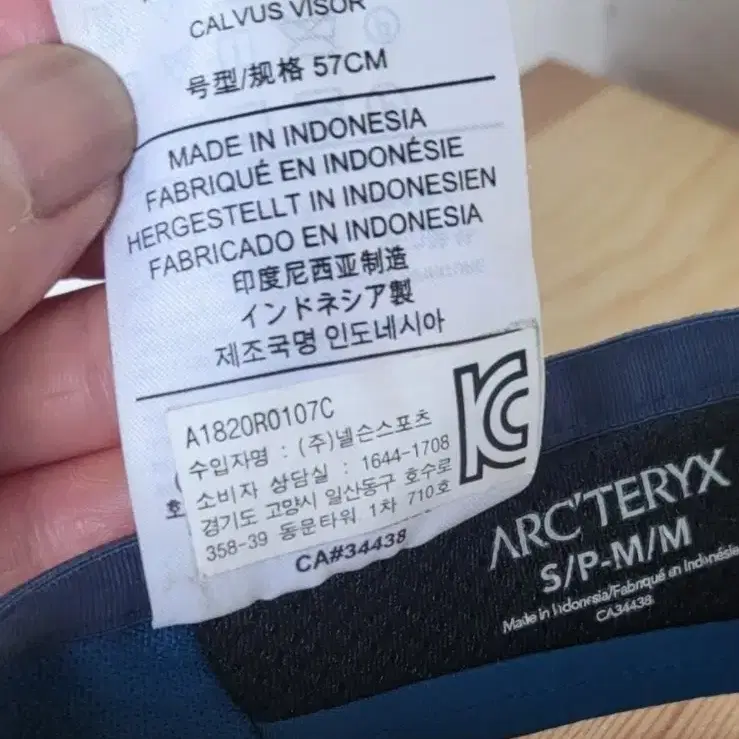 CALVUS VISOR
号型/规格 57CM
MADE IN INDONESIA
FABRIQUÉ EN INDONÉSIE
HERGESTELLT IN INDONESIEN
FABRICADO EN INDONESIA
印度尼西亚制造
インドネシア製
제조국명 인도네시아
A1820R0107C
수입자명 : (주)넬슨스포츠
소비자 상담실 : 1644-1708
경기도 고양시 일산동구 호수로
358-39 동문타워 1차 710호
CA#34438
ARC'TERYX
S/P-M/M
Made in Indonesia/Fabriqué en Indonésie
CA34438